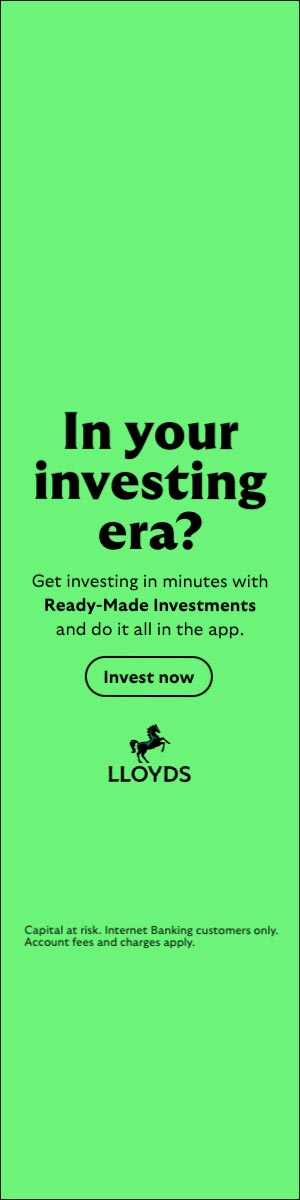 In your
investing
era?
Get investing in minutes with
Ready-Made Investments
and do it all in the app.
Invest now
LLOYDS
Capital at risk. Internet Banking customers only.
Account fees and charges apply.